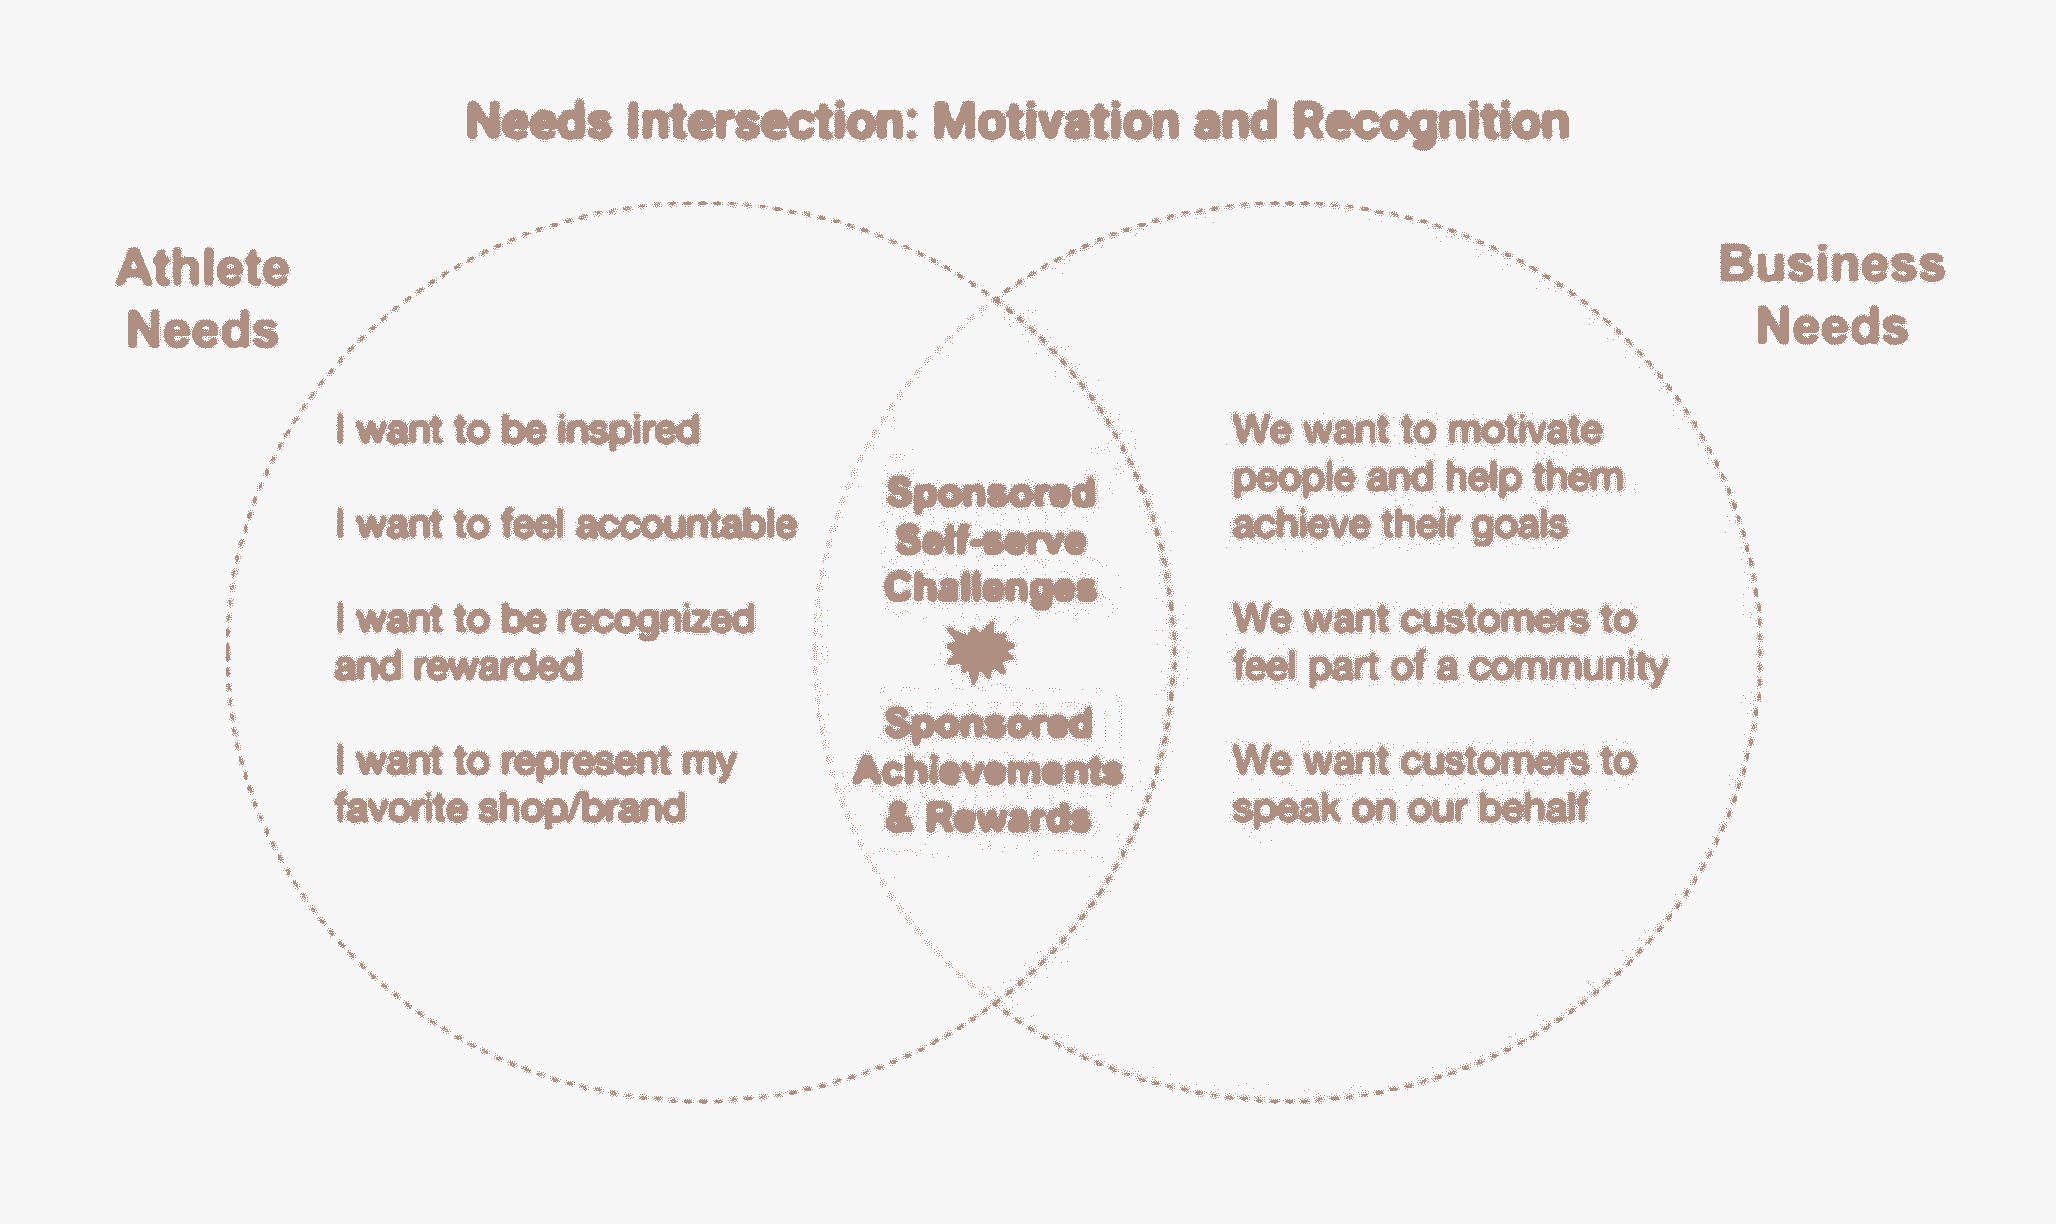 Needs Intersection: Motivation and Recognition
Athlete
Needs
I want to be inspired
I want to feel accountable
I want to be recognized
and rewarded
I want to represent my
favorite shop/brand
Sponsored
Self-serve
Challenges
Sponsored
Achievements
& Rewards
Business
Needs
We want to motivate
people and help them
achieve their goals
We want customers to
feel part of a community
We want customers to
speak on our behalf